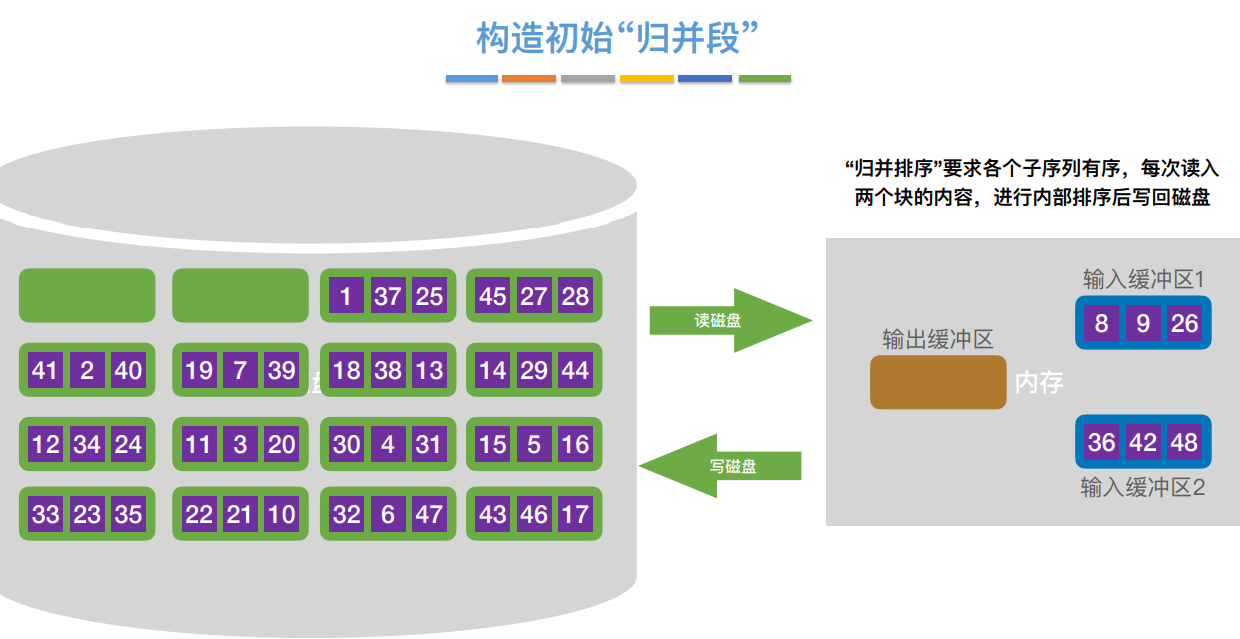 构造初始“归并段”
“归并排序”要求各个子序列有序，每次读入
两个块的内容，进行内部排序后写回磁盘
1 37 25
45 27 28
41 2 40
19 7 39
18 38 13
14 29 44
12 34 24
11 3 20
30 4 31
15 5 16
33 23 35
22 21 10
32 6 47
43 46 17
读磁盘
写磁盘
输入缓冲区1
8 9 26
输出缓冲区
内存
36 42 48
输入缓冲区2